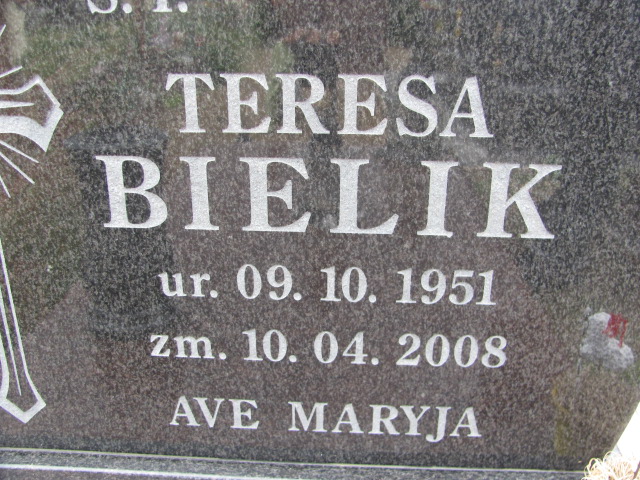 Ś. P.
TERESA
BIELIK
ur. 09. 10. 1951
zm. 10. 04. 2008
AVE MARYJA